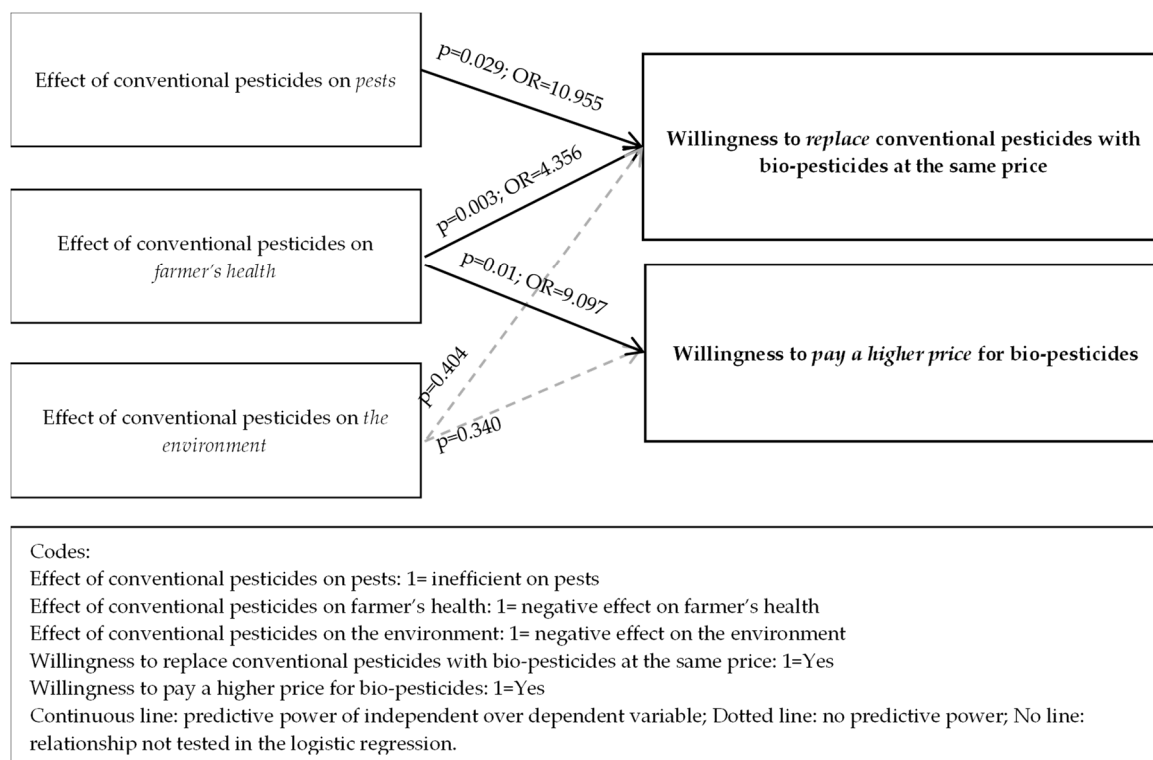 Effect of conventional pesticides on pests
p=0.029; OR=10.955
Willingness to replace conventional pesticides with
bio-pesticides at the same price
Effect of conventional pesticides on
farmer's health
p=0.003; OR=4.356
p=0.01; OR=9.097
Willingness to pay a higher price for bio-pesticides
Effect of conventional pesticides on the
environment
p=0.404
p=0.340
Codes:
Effect of conventional pesticides on pests: 1= inefficient on pests
Effect of conventional pesticides on farmer's health: 1= negative effect on farmer's health
Effect of conventional pesticides on the environment: 1= negative effect on the environment
Willingness to replace conventional pesticides with bio-pesticides at the same price: 1=Yes
Willingness to pay a higher price for bio-pesticides: 1=Yes
Continuous line: predictive power of independent over dependent variable; Dotted line: no predictive power; No line:
relationship not tested in the logistic regression.